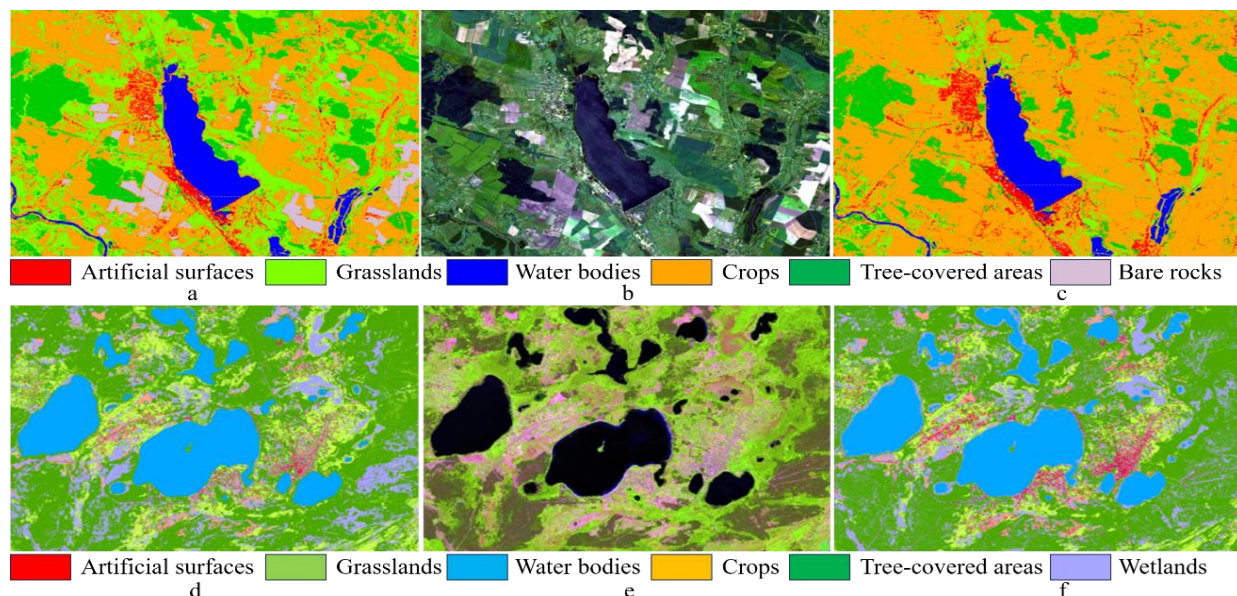 Artificial surfaces Grasslands Water bodies Crops Tree-covered areas Bare rocks
a b c
Artificial surfaces Grasslands Water bodies Crops Tree-covered areas Wetlands
d e f